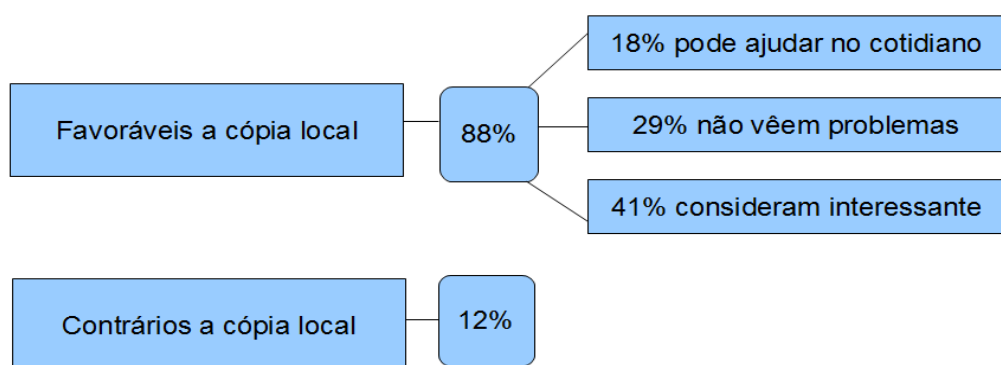 18% pode ajudar no cotidiano
Favoráveis a cópia local
88%
29% não vêem problemas
41% consideram interessante
Contrários a cópia local
12%